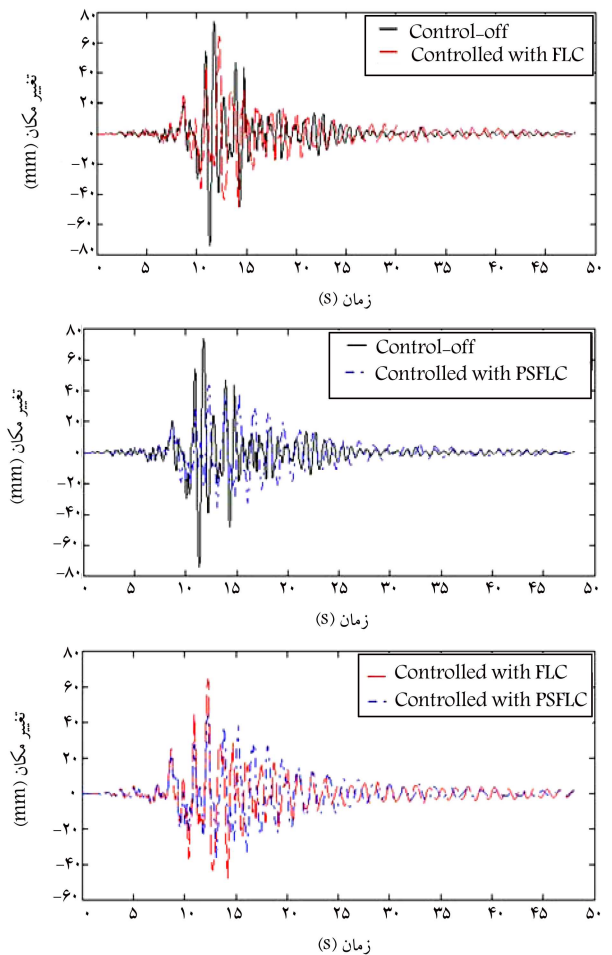 Control-off
Controlled with FLC
تغییر مکان (mm)
۸۰
۶۰
۴۰
۲۰
۰
-۲۰
-۴۰
-۶۰
-۸۰
۰ ۵ ۱۰ ۱۵ ۲۰ ۲۵ ۳۰ ۳۵ ۴۰ ۴۵ ۵۰
زمان (s)
Control-off
Controlled with PSFLC
تغییر مکان (mm)
۸۰
۶۰
۴۰
۲۰
۰
-۲۰
-۴۰
-۶۰
-۸۰
۰ ۵ ۱۰ ۱۵ ۲۰ ۲۵ ۳۰ ۳۵ ۴۰ ۴۵ ۵۰
زمان (s)
Controlled with FLC
Controlled with PSFLC
تغییر مکان (mm)
۸۰
۶۰
۴۰
۲۰
۰
-۲۰
-۴۰
-۶۰
۰ ۵ ۱۰ ۱۵ ۲۰ ۲۵ ۳۰ ۳۵ ۴۰ ۴۵ ۵۰
زمان (s)